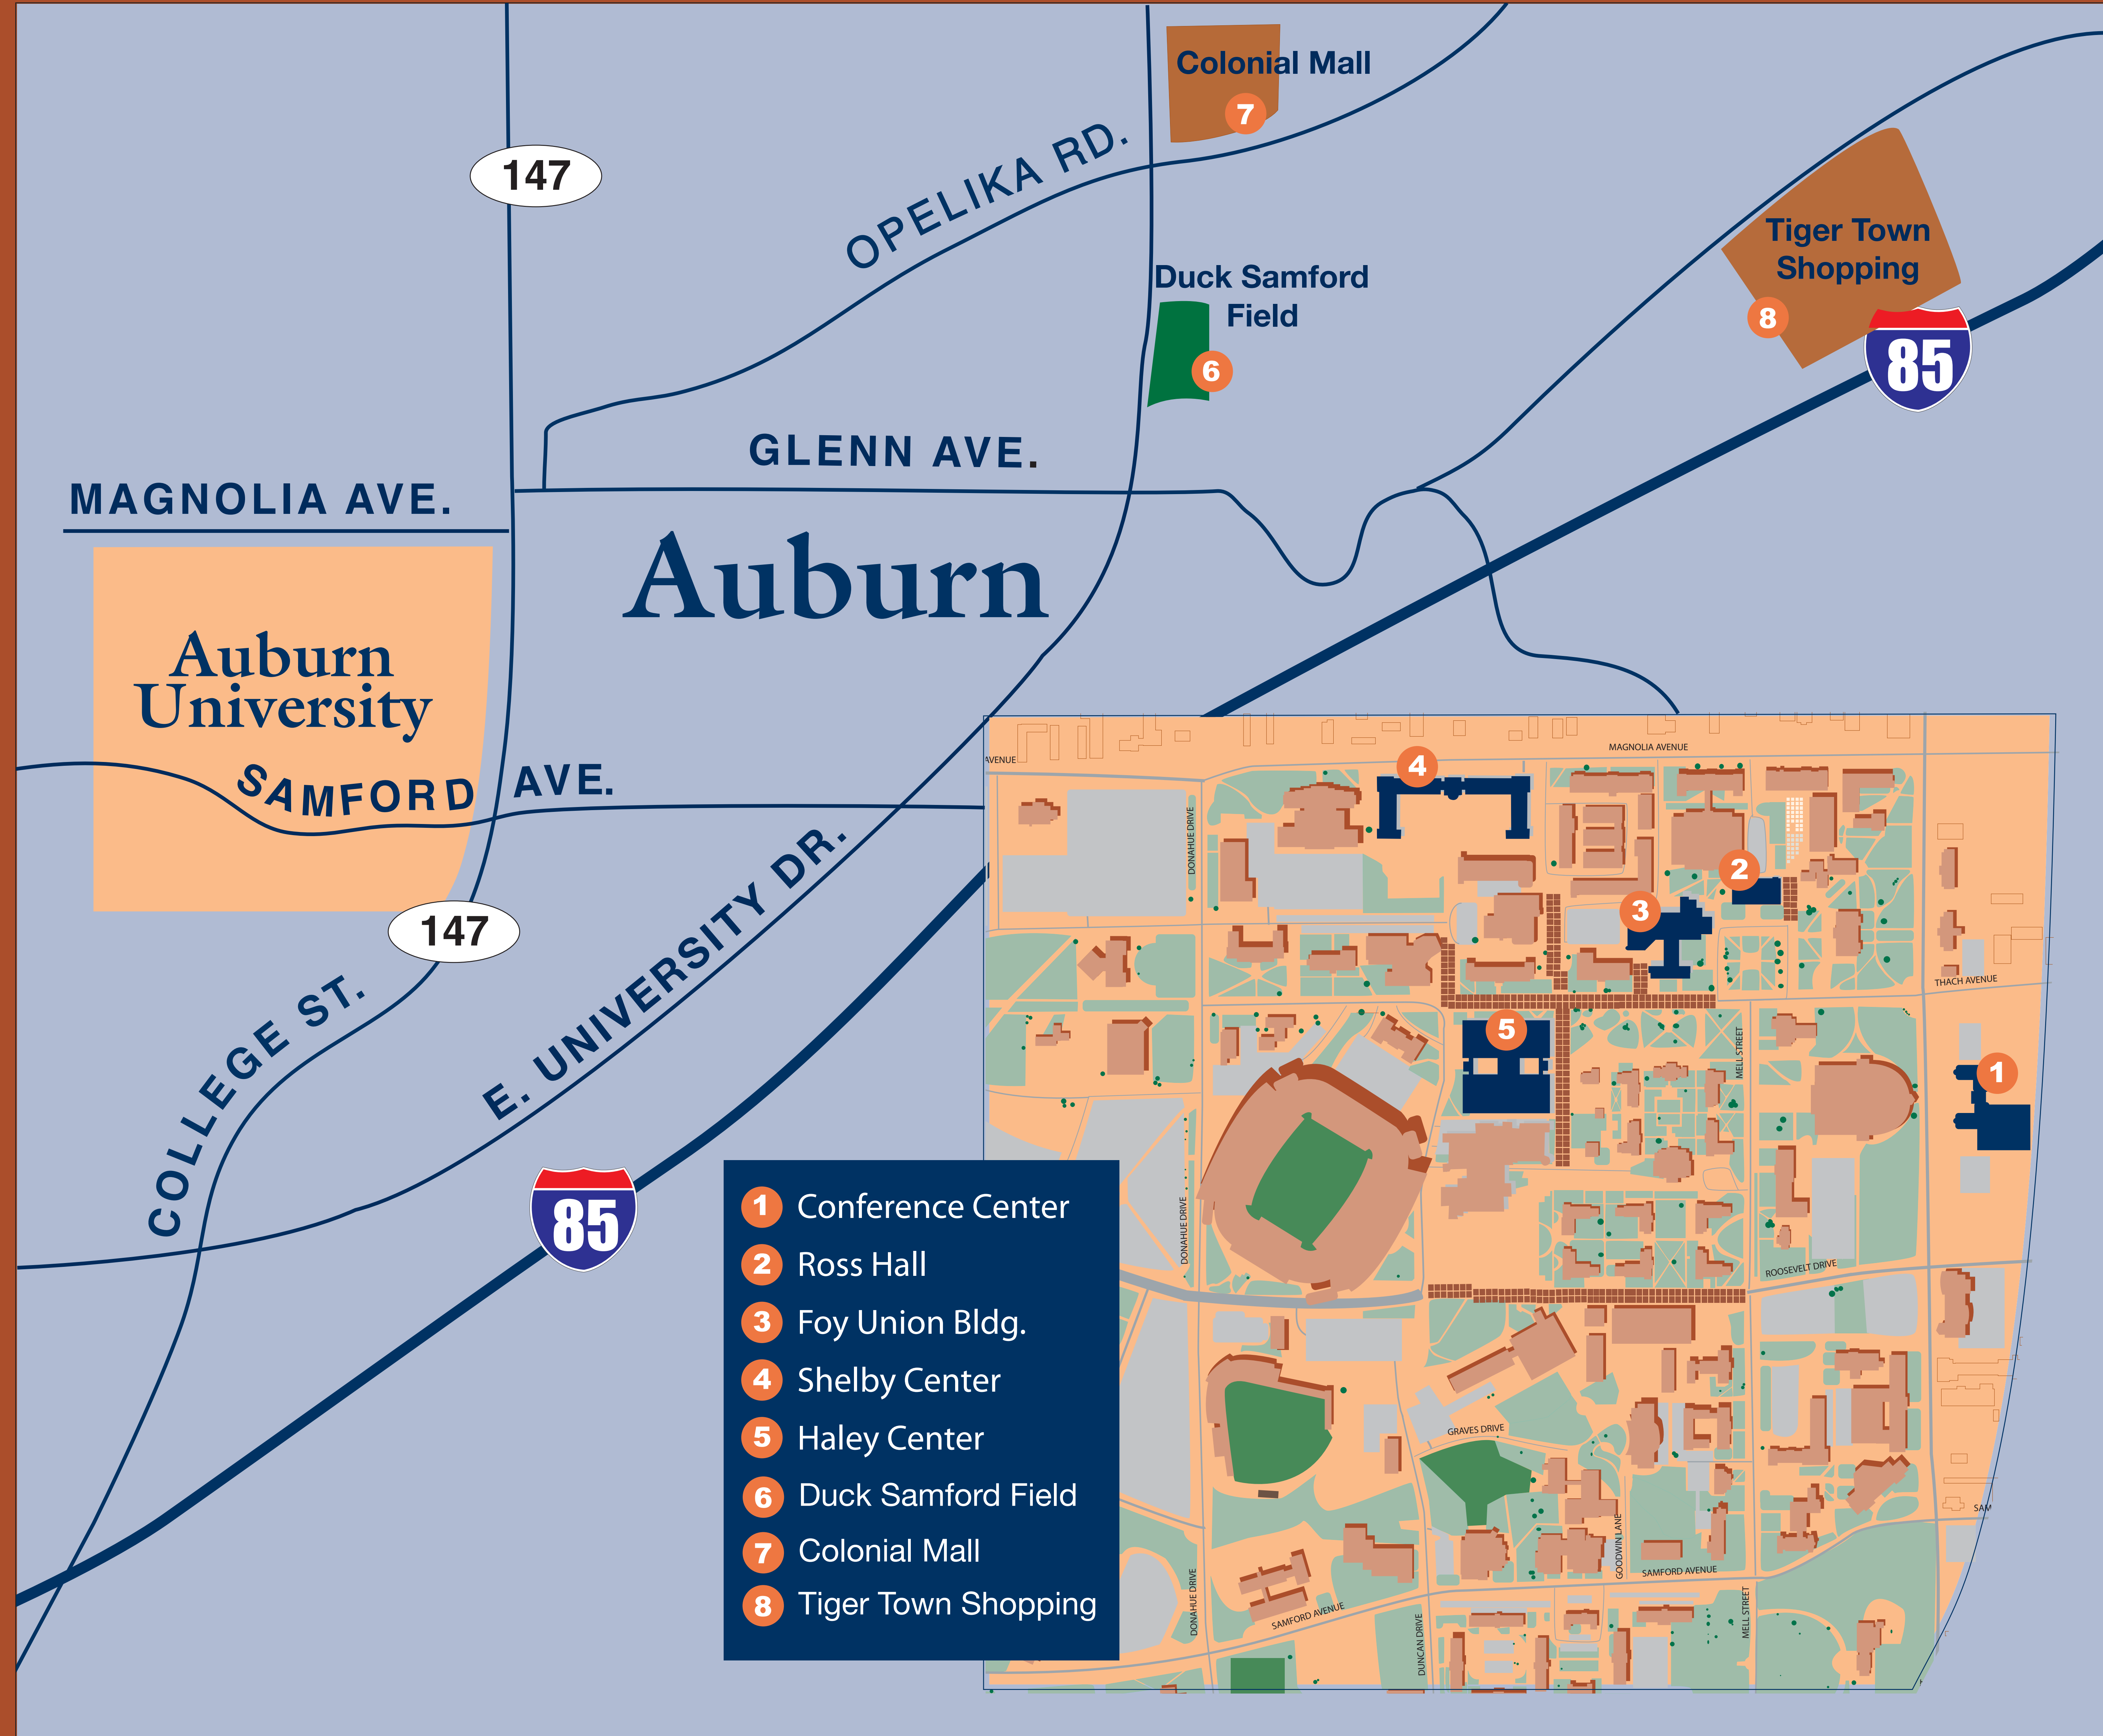 Colonial Mall
7
147
OPELIKA RD.
Tiger Town
Shopping
8
85
Duck Samford
Field
6
GLENN AVE.
MAGNOLIA AVE.
Auburn
Auburn
University
SAMFORD AVE.
147
COLLEGE ST.
E. UNIVERSITY DR.
85
AVENUE
MAGNOLIA AVENUE
4
DONAHUE DRIVE
2
3
THACH AVENUE
5
MELL STREET
1
DONAHUE DRIVE
ROOSEVELT DRIVE
GRAVES DRIVE
SAM
GOODWIN LANE
SAMFORD AVENUE
DONAHUE DRIVE
SAMFORD AVENUE
DUNCAN DRIVE
MELL STREET
1 Conference Center
2 Ross Hall
3 Foy Union Bldg.
4 Shelby Center
5 Haley Center
6 Duck Samford Field
7 Colonial Mall
8 Tiger Town Shopping